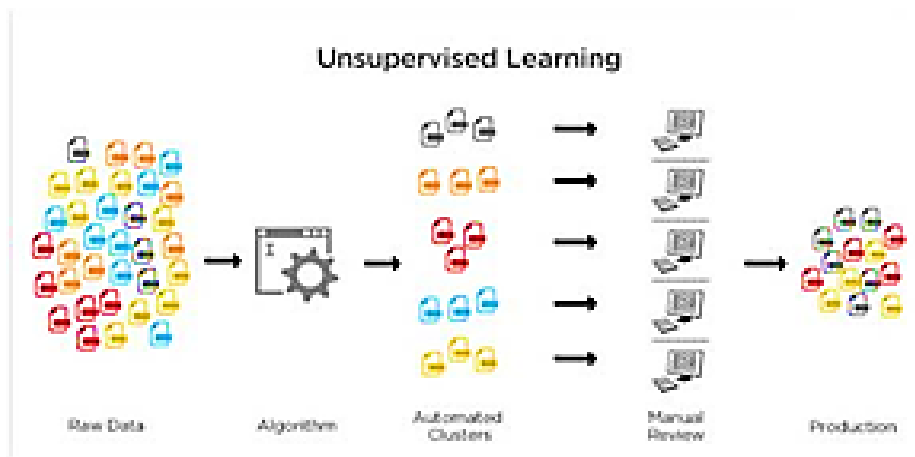 Unsupervised Learning
Raw Data
Algorithm
Automated
Clusters
Manual
Review
Production